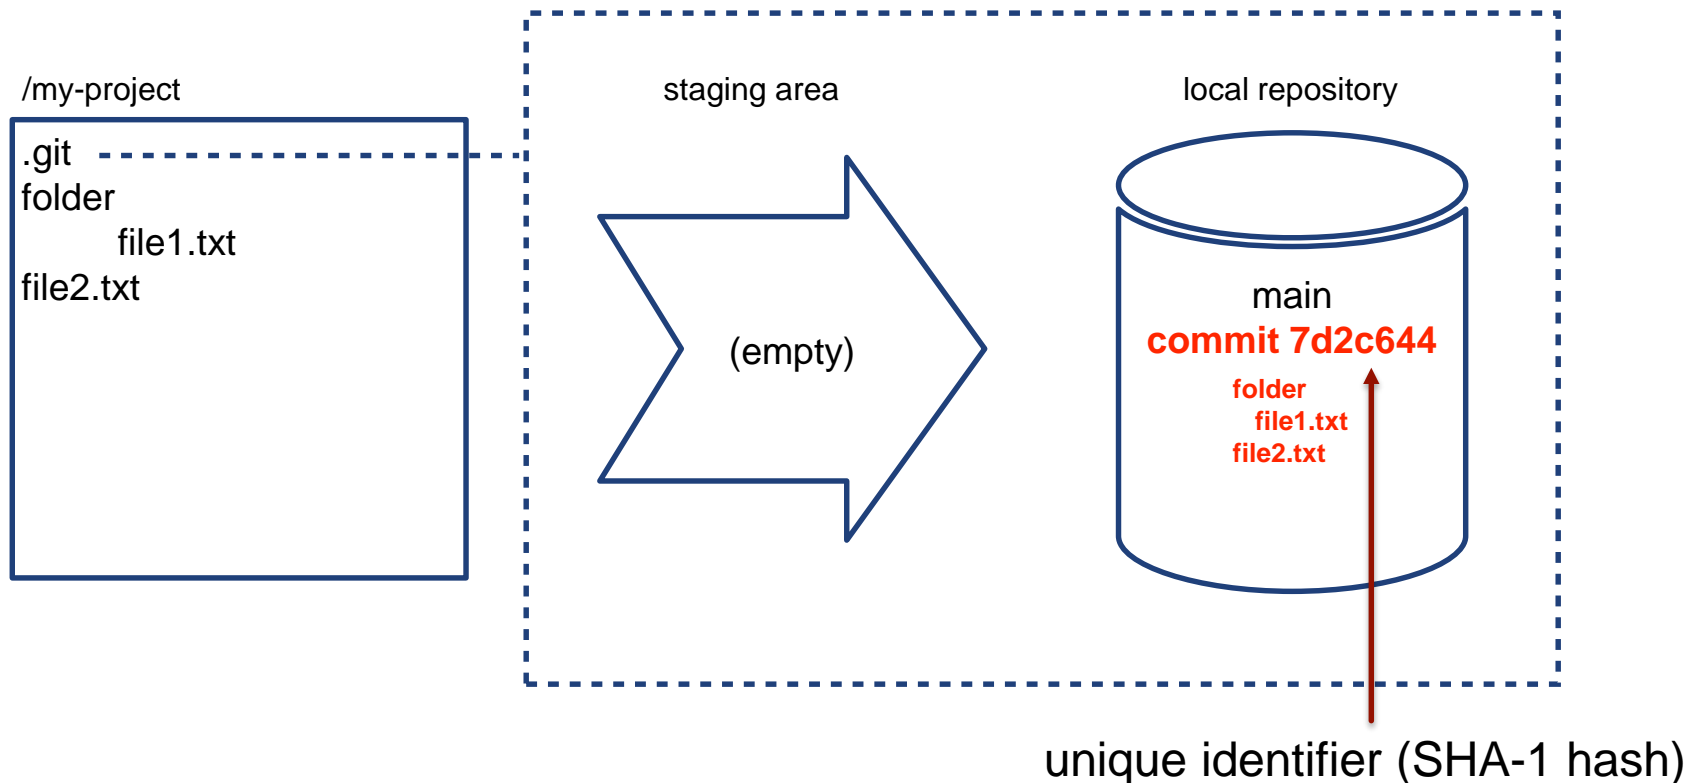 /my-project
.git
folder
file1.txt
file2.txt
staging area
(empty)
local repository
main
commit 7d2c644
folder
file1.txt
file2.txt
unique identifier (SHA-1 hash)